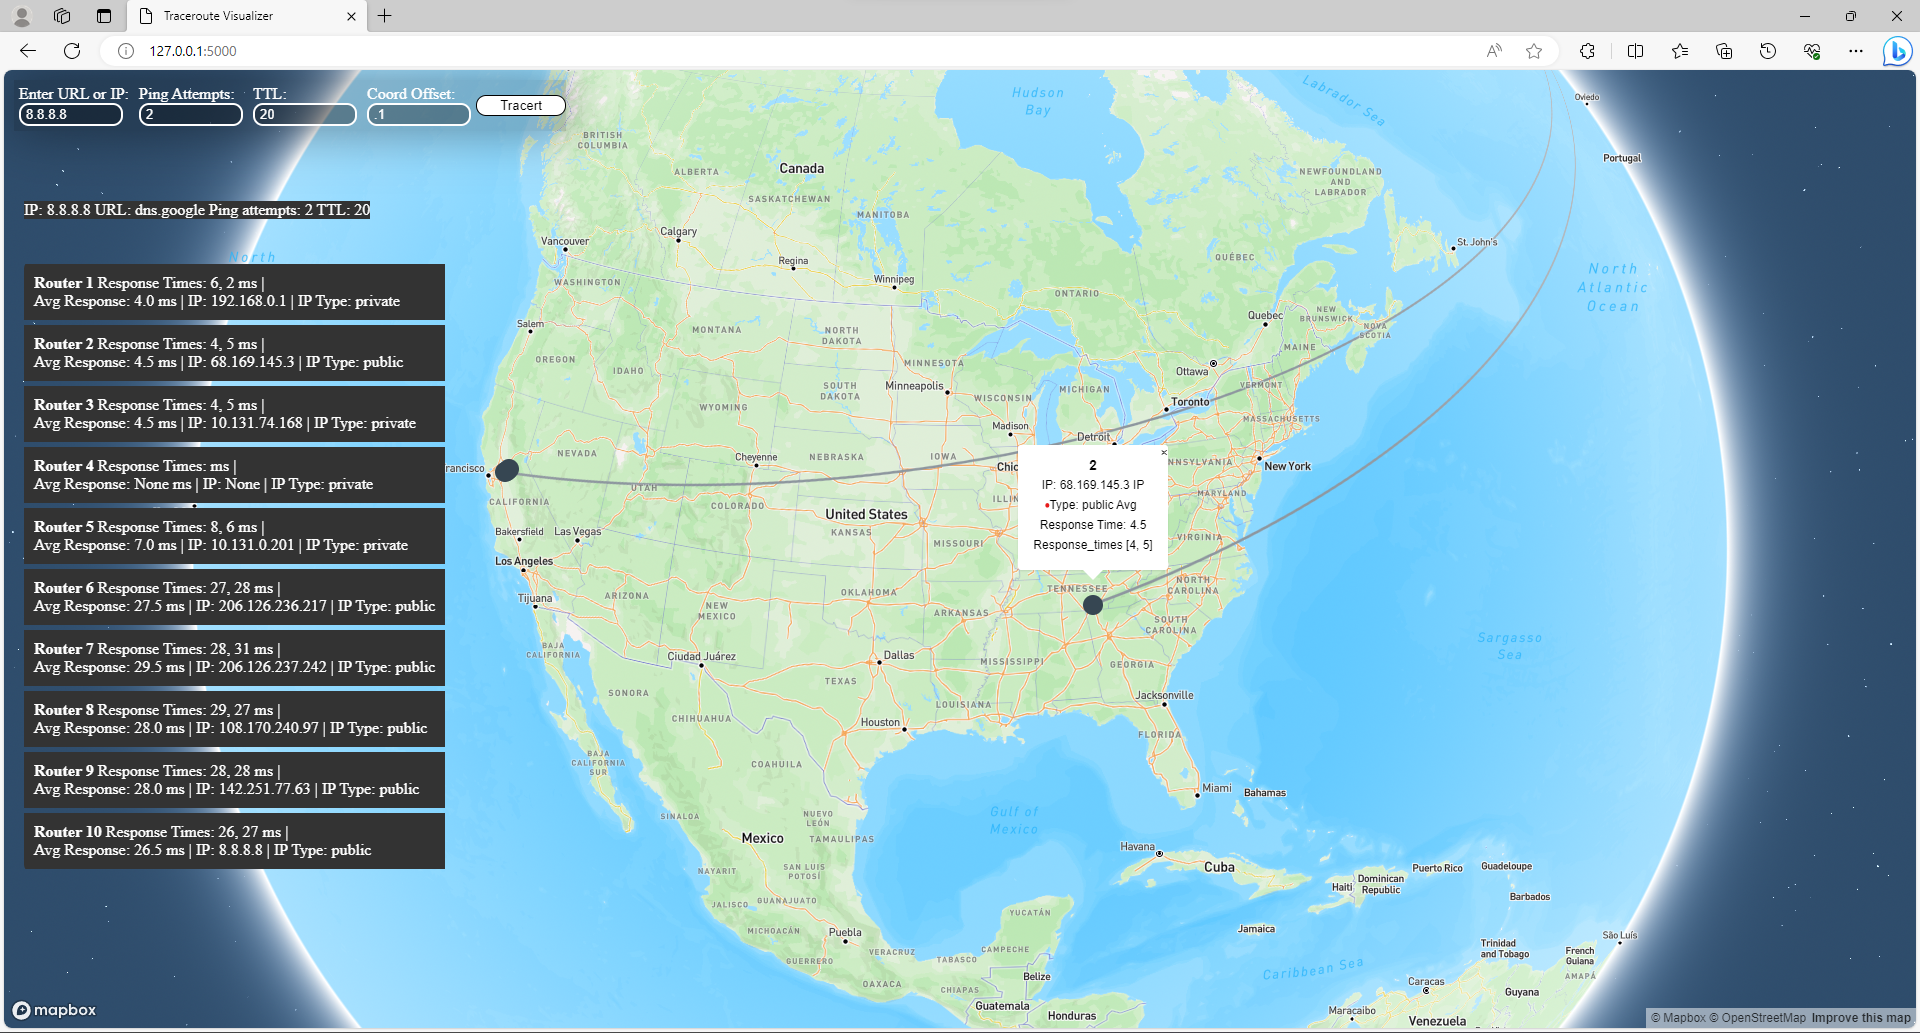 Traceroute Visualizer
127.0.0.1:5000
Enter URL or IP: Ping Attempts: TTL: Coord Offset:
8.8.8.8 2 20 .1 Tracert
IP: 8.8.8.8 URL: dns.google Ping attempts: 2 TTL: 20
Router 1 Response Times: 6, 2 ms |
Avg Response: 4.0 ms | IP: 192.168.0.1 | IP Type: private
Router 2 Response Times: 4, 5 ms |
Avg Response: 4.5 ms | IP: 68.169.145.3 | IP Type: public
Router 3 Response Times: 4, 5 ms |
Avg Response: 4.5 ms | IP: 10.131.74.168 | IP Type: private
Router 4 Response Times: ms |
Avg Response: None ms | IP: None | IP Type: private
Router 5 Response Times: 8, 6 ms |
Avg Response: 7.0 ms | IP: 10.131.0.201 | IP Type: private
Router 6 Response Times: 27, 28 ms |
Avg Response: 27.5 ms | IP: 206.126.236.217 | IP Type: public
Router 7 Response Times: 28, 31 ms |
Avg Response: 29.5 ms | IP: 206.126.237.242 | IP Type: public
Router 8 Response Times: 29, 27 ms |
Avg Response: 28.0 ms | IP: 108.170.240.97 | IP Type: public
Router 9 Response Times: 28, 28 ms |
Avg Response: 28.0 ms | IP: 142.251.77.63 | IP Type: public
Router 10 Response Times: 26, 27 ms |
Avg Response: 26.5 ms | IP: 8.8.8.8 | IP Type: public
2
IP: 68.169.145.3 IP
Type: public Avg
Response Time: 4.5
Response_times [4, 5]
×
Hudson
Bay
Labrador Sea
Oviedo
Portugal
BRITISH
COLUMBIA
Canada
ALBERTA
SASKATCHEWAN
MANITOBA
NEWFOUNDLAND
AND
LABRADOR
Calgary
Vancouver
Regina
Winnipeg
QUÉBEC
St. John's
North
North
Atlantic
Ocean
WASHINGTON
ONTARIO
Quebec
NEW
BRUNSWICK
NOVA
SCOTIA
Salem
MONTANA
NORTH
DAKOTA
MAINE
OREGON
IDAHO
MINNESOTA
Ottawa
SOUTH
DAKOTA
Minneapolis
WISCONSIN
MICHIGAN
VERMONT
WYOMING
Toronto
MASSACHUSETTS
Madison
Detroit
NEVADA
Cheyenne
NEBRASKA
IOWA
Chic
NNSYLVANIA
New York
rancisco
UTAH
CALIFORNIA
COLORADO
United States
ILLIN
MARYLAND
KANSAS
MISSOURI
VIRGINIA
Bakersfield
Las Vegas
Los Angeles
Tijuana
ARIZONA
NEW
MEXICO
OKLAHOMA
ARKANSAS
TENNESSEE
NORTH
CAROLINA
SOUTH
CAROLINA
Sargasso
Sea
BAJA
CALIFORNIA
Ciudad Juárez
Dallas
TEXAS
MISSISSIPPI
GEORGIA
SONORA
CHIHUAHUA
LOUISIANA
Jacksonville
Houston
FLORIDA
BAJA
CALIFORNIA
SUR
COAHUILA
Miami
Bahamas
SINALOA
NUEVO
LEÓN
Gulf of
Mexico
Mexico
TAMAULIPAS
Havana
Cuba
NAYARIT
SAN LUIS
POTOSÍ
Haiti
Dominican
Republic
Puerto Rico
Guadeloupe
Barbados
JALISCO
GUANAJUATO
YUCATÁN
MICHOACÁN
Puebla
Jamaica
São Luís
GUERRERO
VERACRUZ
TABASCO
CAMPECHE
Trinidad
and Tobago
French
Guiana
AMAPÁ
Belize
Caribbean Sea
OAXACA
CHIAPAS
Caracas
Guyana
Guatemala
Honduras
Maracaibo
Venezuela
mapbox
© Mapbox © OpenStreetMap Improve this map